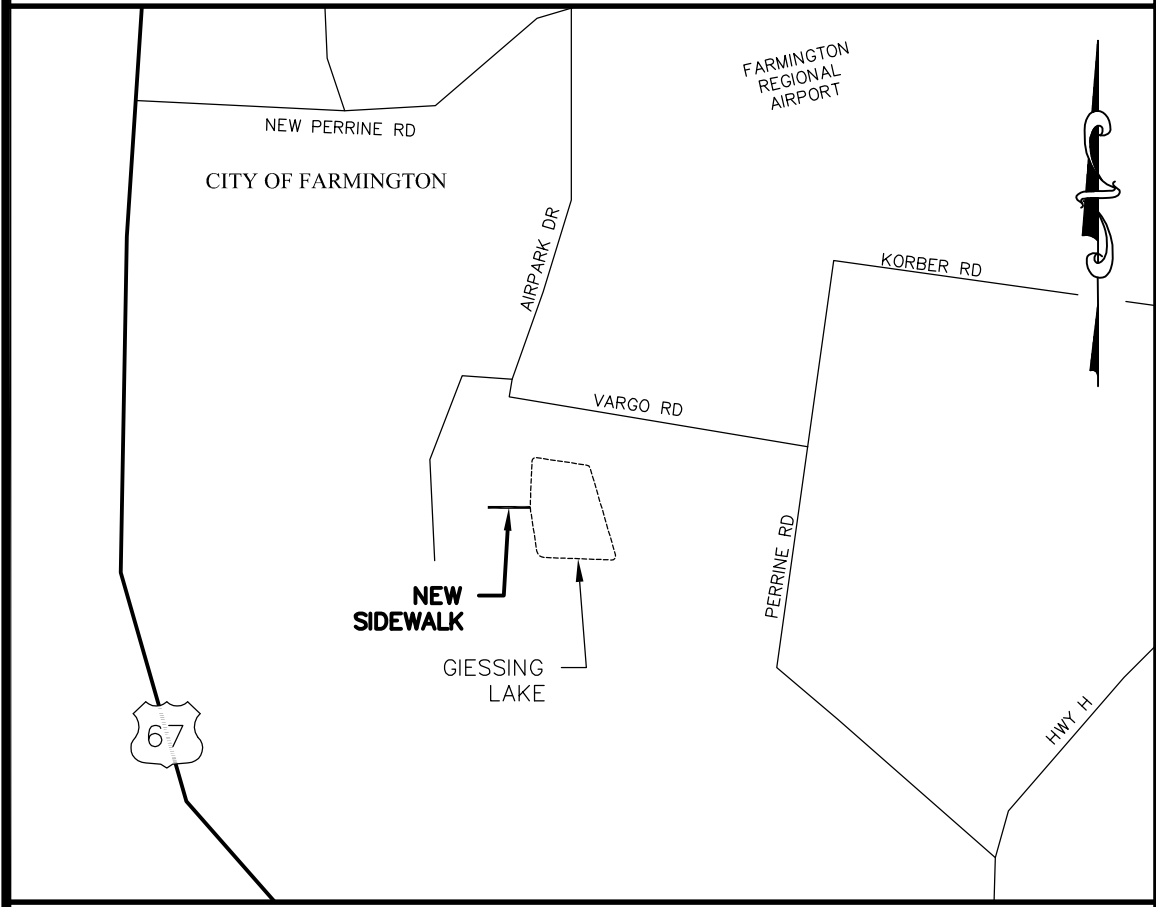 FARMINGTON
REGIONAL
AIRPORT
NEW PERRINE RD
CITY OF FARMINGTON
AIRPARK DR
KORBER RD
VARGO RD
PERRINE RD
NEW
SIDEWALK
GIESSING
LAKE
HWY H
67